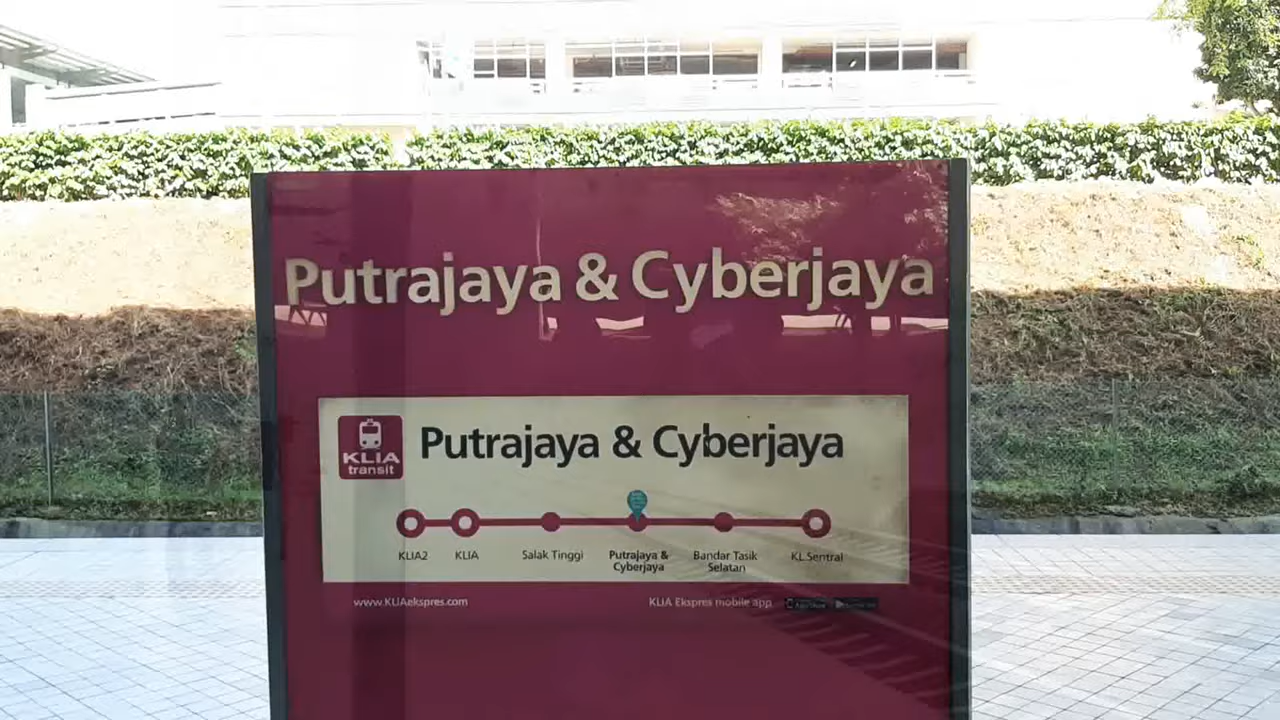 Putrajaya & Cyberjaya
KLIA
transit
Putrajaya & Cyberjaya
KLIA2
KLIA
Salak Tinggi
Putrajaya &
Cyberjaya
Bandar Tasik
Selatan
KL Sentral
www.KLIAekspres.com
KLIA Ekspres mobile app